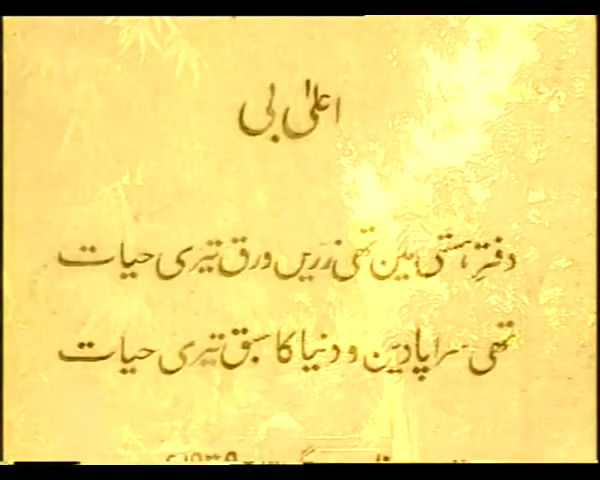 اعلیٰ بی
دفترِ ہستی میں تھی زریں ورق تیری حیات
تھی سراپا دین و دنیا کا سبق تیری حیات